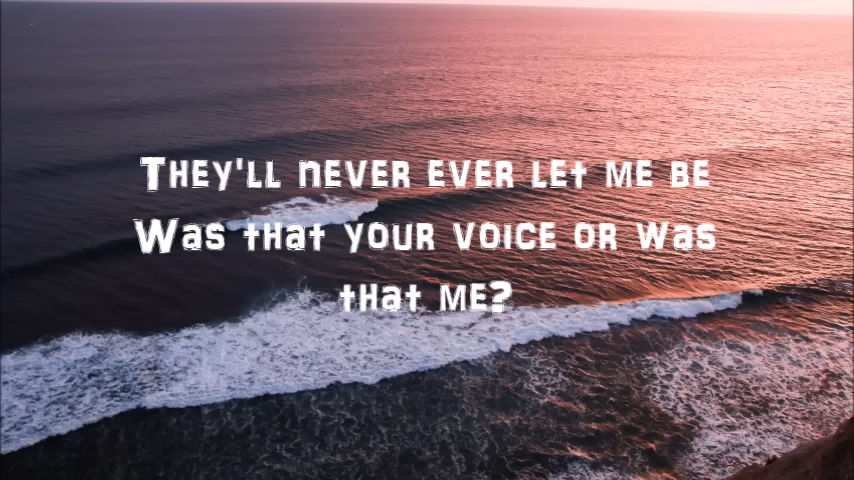 They'll never ever let me be
Was that your voice or was
that me?